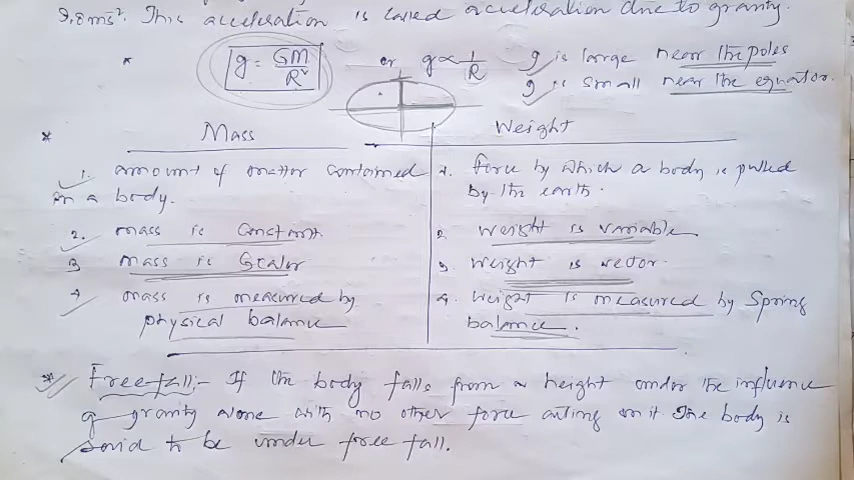 9.8ms². This acceleration is called acceleration due to gravity.
* g = GM/R² or g ∝ 1/R g is large near the poles
g is small near the equator.
* Mass Weight
1. amount of matter contained
in a body.
2. mass is Constant
3 mass is Scalar
4 mass is measured by
physical balance
1. Force by which a body is pulled
by the earth.
2. Weight is variable
3. Weight is vector.
4. Weight is measured by Spring
balance.
* Free-fall:- If the body falls from a height under the influence
of gravity alone with no other force acting on it. The body is
said to be under free fall.